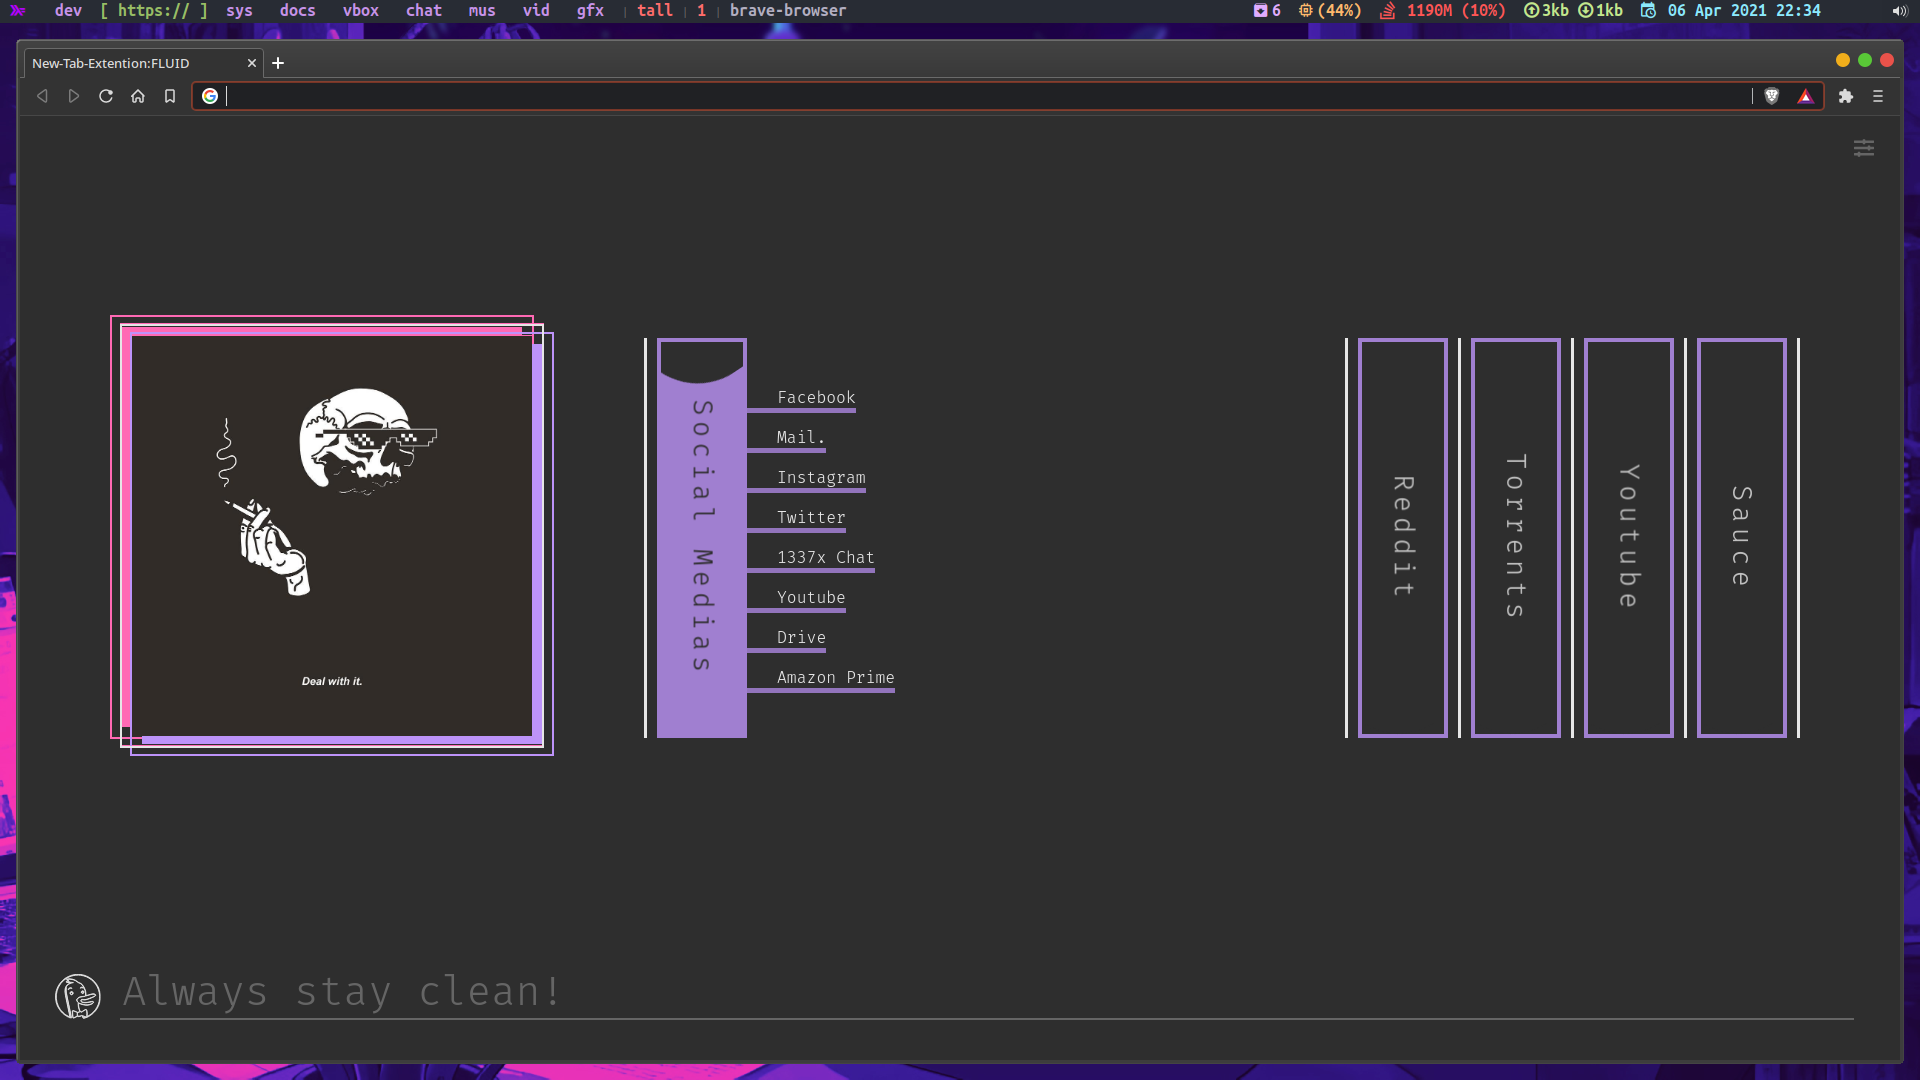 dev [ https:// ] sys docs vbox chat mus vid gfx | tall | 1 | brave-browser 6 (44%) 1190M (10%) 3kb 1kb 06 Apr 2021 22:34
New-Tab-Extention:FLUID
Deal with it.
Social Medias
Facebook
Mail.
Instagram
Twitter
1337x Chat
Youtube
Drive
Amazon Prime
Reddit
Torrents
Youtube
Sauce
Always stay clean!